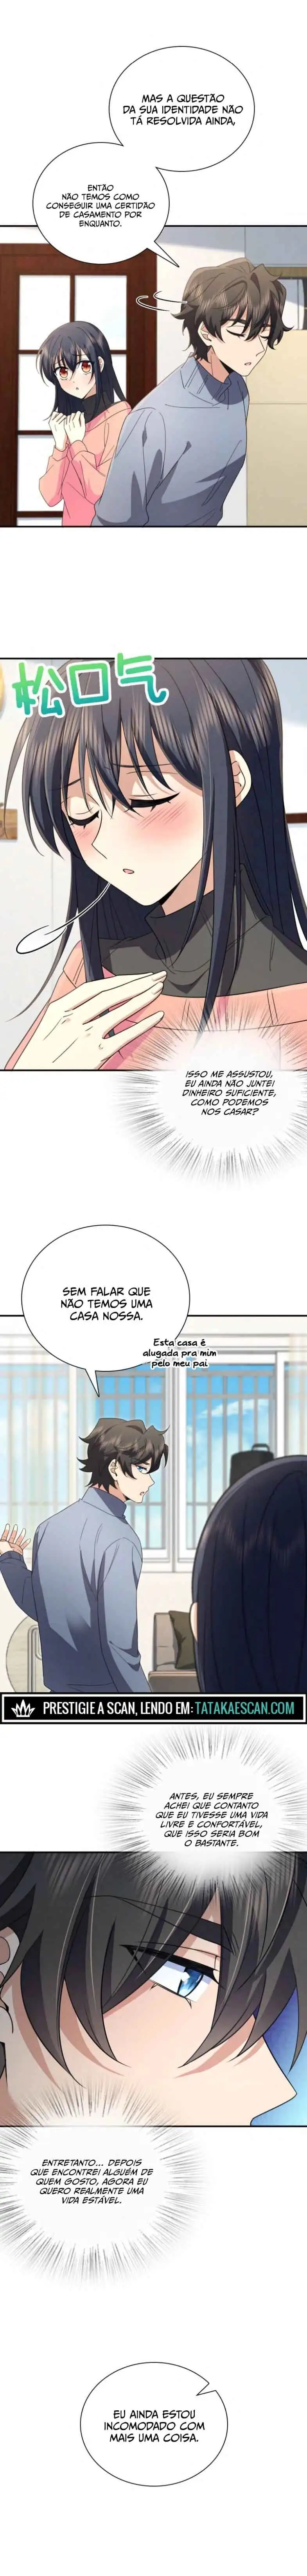 MAS A QUESTÃO
DA SUA IDENTIDADE NÃO
TÁ RESOLVIDA AINDA,
ENTÃO
NÃO TEMOS COMO
CONSEGUIR UMA CERTIDÃO
DE CASAMENTO POR
ENQUANTO.
松口气
ISSO ME ASSUSTOU,
EU AINDA NÃO JUNTEI
DINHEIRO SUFICIENTE,
COMO PODEMOS
NOS CASAR?
SEM FALAR QUE
NÃO TEMOS UMA
CASA NOSSA.
Esta casa é
alugada pra mim
pelo meu pai
PRESTIGIE A SCAN, LENDO EM: TATAKAESCAN.COM
ANTES, EU SEMPRE
ACHEI QUE CONTANTO
QUE EU TIVESSE UMA VIDA
LIVRE E CONFORTÁVEL,
QUE ISSO SERIA BOM
O BASTANTE.
ENTRETANTO... DEPOIS
QUE ENCONTREI ALGUÉM DE
QUEM GOSTO, AGORA EU
QUERO REALMENTE UMA
VIDA ESTÁVEL.
EU AINDA ESTOU
INCOMODADO COM
MAIS UMA COISA.